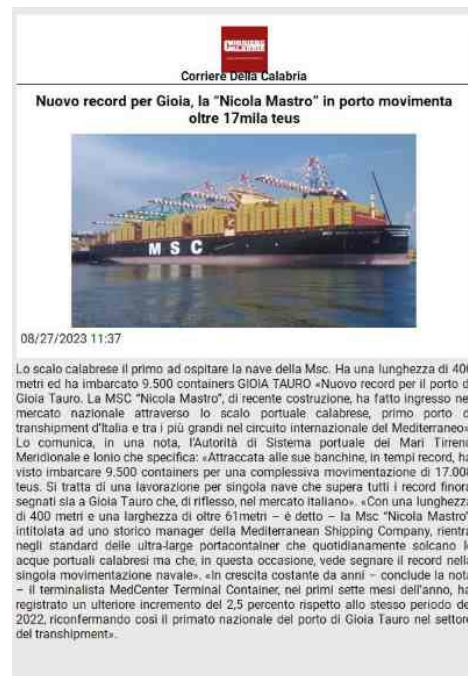 Corriere Della Calabria
Nuovo record per Gioia, la "Nicola Mastro" in porto movimenta
oltre 17mila teus
MSC
08/27/2023 11:37
Lo scalo calabrese il primo ad ospitare la nave della Msc. Ha una lunghezza di 400
metri ed ha imbarcato 9.500 containers GIOIA TAURO «Nuovo record per il porto d
Gioia Tauro. La MSC "Nicola Mastro", di recente costruzione, ha fatto ingresso ne
mercato nazionale attraverso lo scalo portuale calabrese, primo porto d
transhipment d'Italia e tra i più grandi nel circuito internazionale del Mediterraneo»
Lo comunica, in una nota, l'Autorità di Sistema portuale dei Mari Tirreno
Meridionale e Ionio che specifica: «Attraccata alle sue banchine, in tempi record, ha
visto imbarcare 9.500 containers per una complessiva movimentazione di 17.008
teus. Si tratta di una lavorazione per singola nave che supera tutti i record finora
segnati sia a Gioia Tauro che, di riflesso, nel mercato italiano». «Con una lunghezza
di 400 metri e una larghezza di oltre 61metri – è detto – la Msc "Nicola Mastro"
intitolata ad uno storico manager della Mediterranean Shipping Company, rientra
negli standard delle ultra-large portacontainer che quotidianamente solcano le
acque portuali calabresi ma che, in questa occasione, vede segnare il record nella
singola movimentazione navale». «In crescita costante da anni – conclude la nota
– il terminalista MedCenter Terminal Container, nei primi sette mesi dell'anno, ha
registrato un ulteriore incremento del 2,5 percento rispetto allo stesso periodo de
2022, riconfermando così il primato nazionale del porto di Gioia Tauro nel settore
del transhipment».